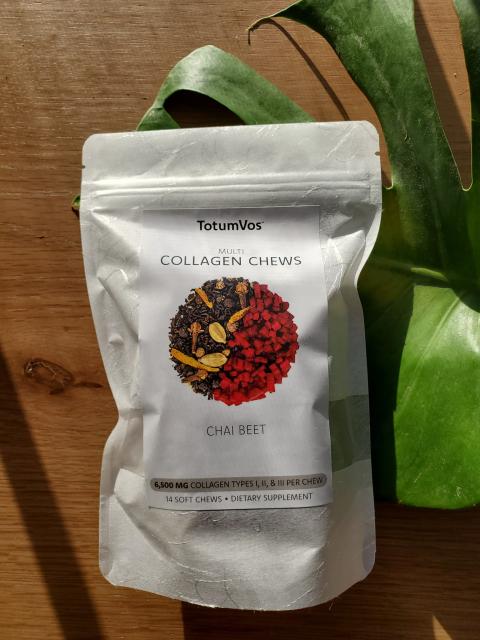 TotumVos™
MULTI
COLLAGEN CHEWS
CHAI BEET
6,500 MG COLLAGEN TYPES I, II, & III PER CHEW
14 SOFT CHEWS • DIETARY SUPPLEMENT